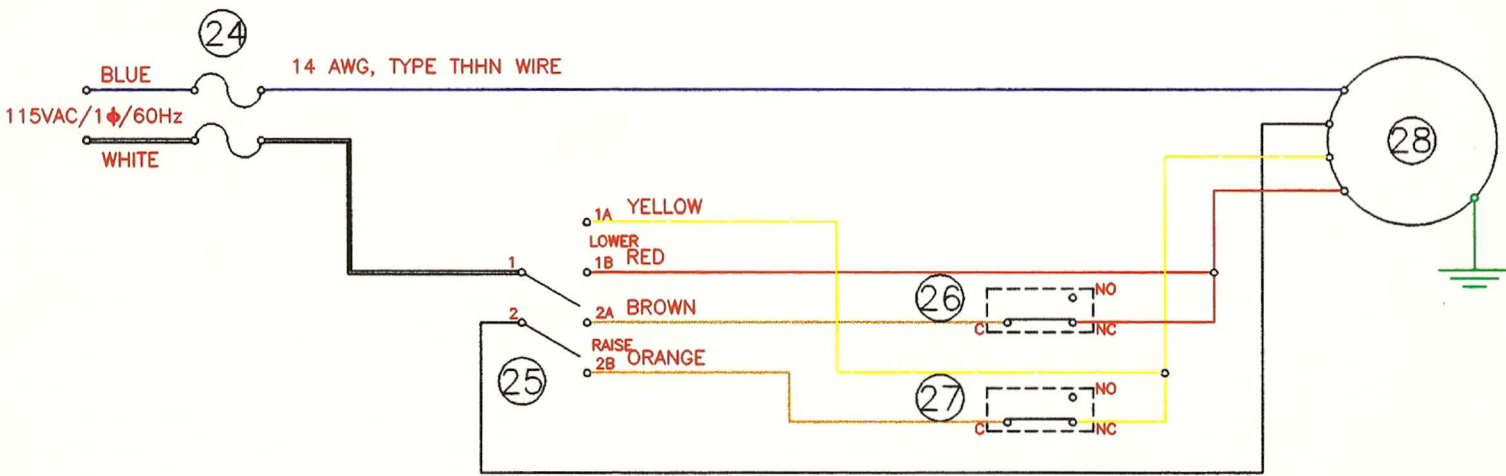 24
BLUE
14 AWG, TYPE THHN WIRE
115VAC/1ϕ/60Hz
WHITE
28
1A YELLOW
LOWER
1 1B RED
26
NO
2 2A BROWN
C NC
RAISE
2B ORANGE
25
27
NO
C NC